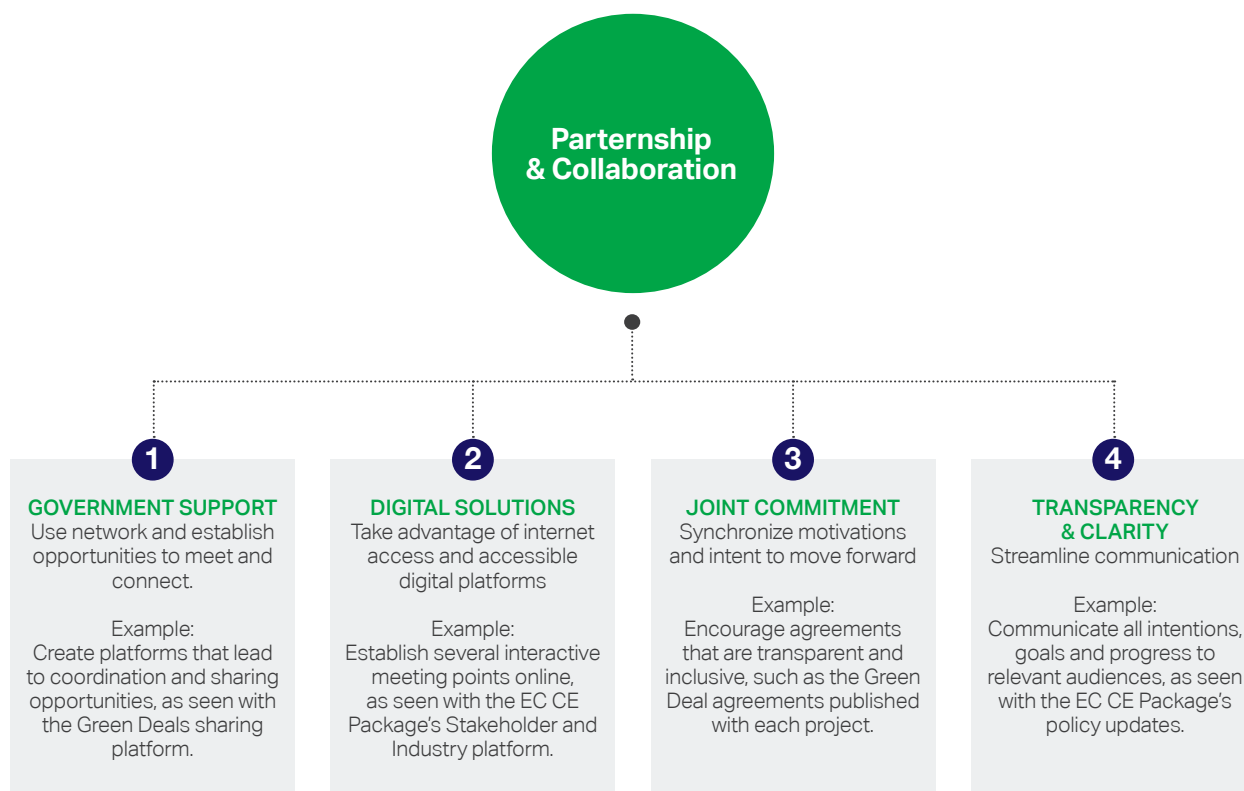 Parternship
& Collaboration
1
GOVERNMENT SUPPORT
Use network and establish
opportunities to meet and
connect.
Example:
Create platforms that lead
to coordination and sharing
opportunities, as seen with
the Green Deals sharing
platform.
2
DIGITAL SOLUTIONS
Take advantage of internet
access and accessible
digital platforms
Example:
Establish several interactive
meeting points online,
as seen with the EC CE
Package's Stakeholder and
Industry platform.
3
JOINT COMMITMENT
Synchronize motivations
and intent to move forward
Example:
Encourage agreements
that are transparent and
inclusive, such as the Green
Deal agreements published
with each project.
4
TRANSPARENCY
& CLARITY
Streamline communication
Example:
Communicate all intentions,
goals and progress to
relevant audiences, as seen
with the EC CE Package's
policy updates.